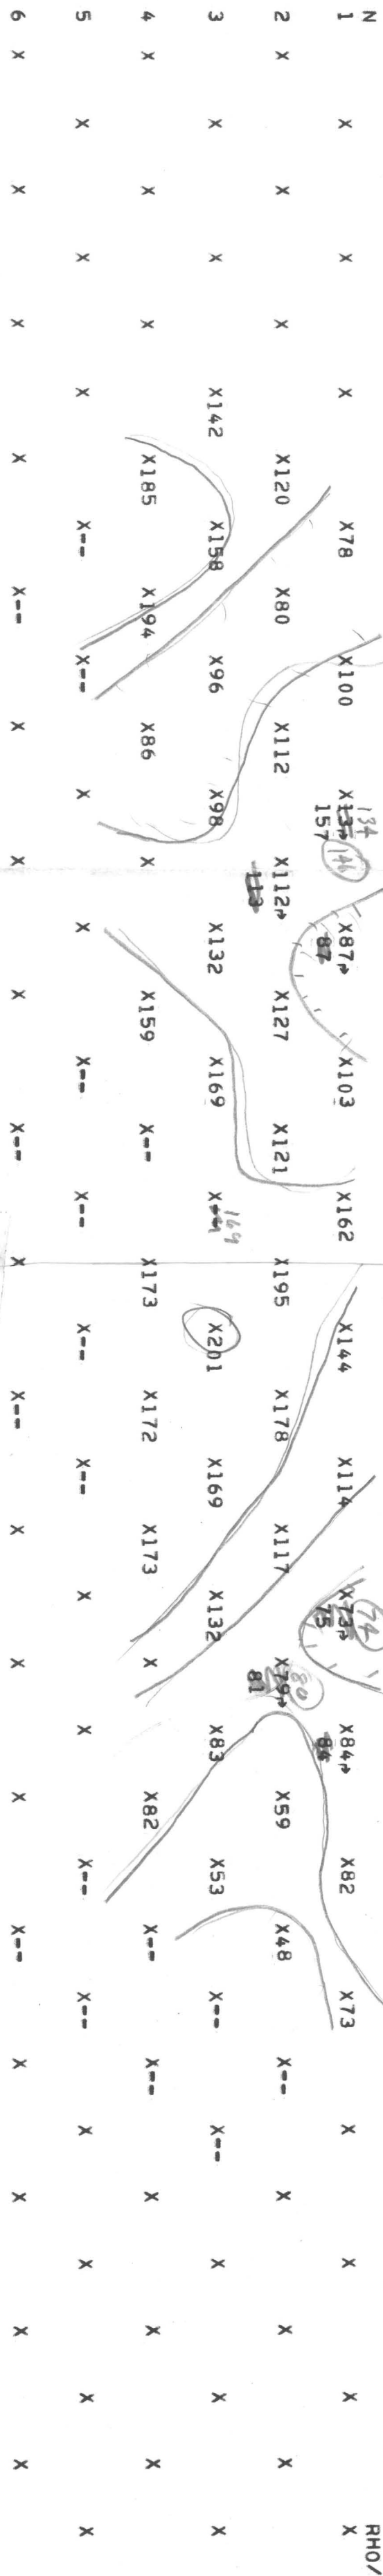 N RHO/
134 146 74
1 X X X X78 X100 X137 X87 X103 X162 X144 X114 X73 X84 X82 X73 X X X X
157 87 75 84
80
2 X X X X120 X80 X112 X112 X127 X121 X195 X178 X117 X79 X59 X48 X-- X X X
113 81
169
3 X X X142 X158 X96 X98 X132 X169 X-- X201 X169 X132 X83 X53 X-- X-- X X X
4 X X X X185 X194 X86 X X159 X-- X173 X172 X173 X X82 X-- X-- X X X
5 X X X X-- X-- X X X-- X-- X-- X-- X X X-- X-- X X X X
6 X X X X X-- X X X X-- X X-- X X X X-- X X X X